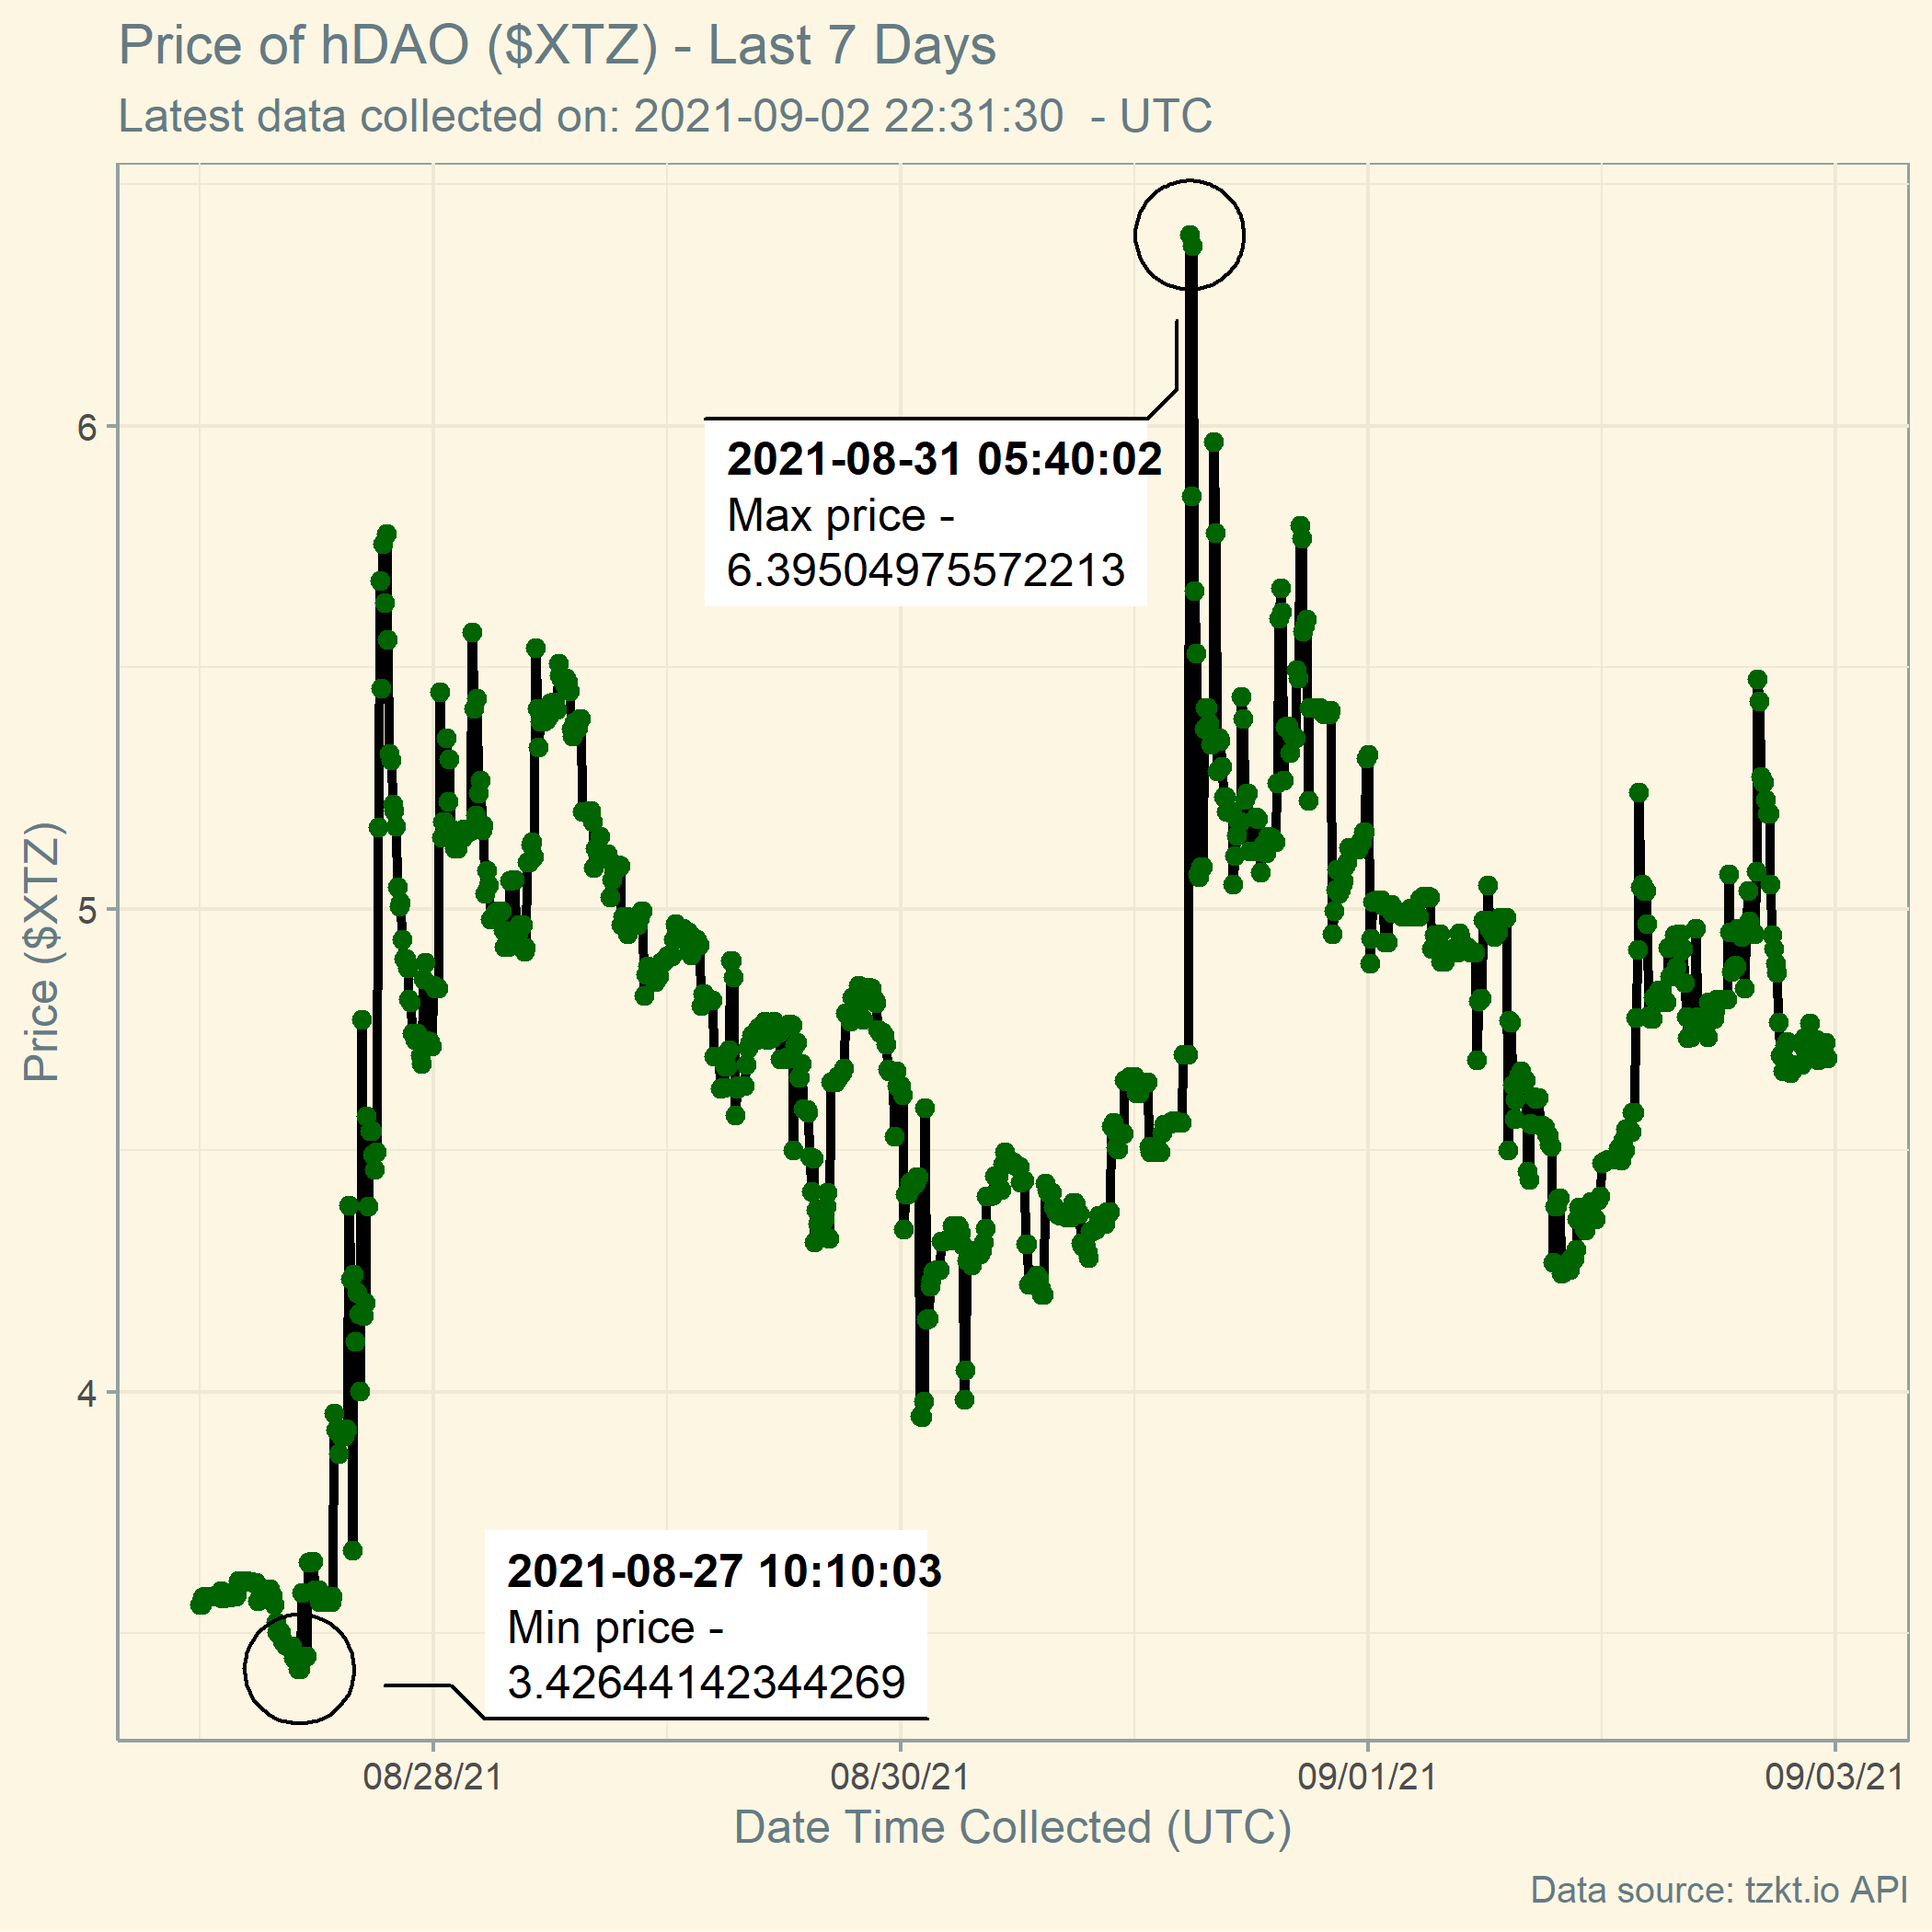 Price of hDAO ($XTZ) - Last 7 Days
Latest data collected on: 2021-09-02 22:31:30  - UTC
6
2021-08-31 05:40:02
Max price -
6.39504975572213
Price ($XTZ)
5
4
2021-08-27 10:10:03
Min price -
3.42644142344269
08/28/21 08/30/21 09/01/21 09/03/21
Date Time Collected (UTC)
Data source: tzkt.io API